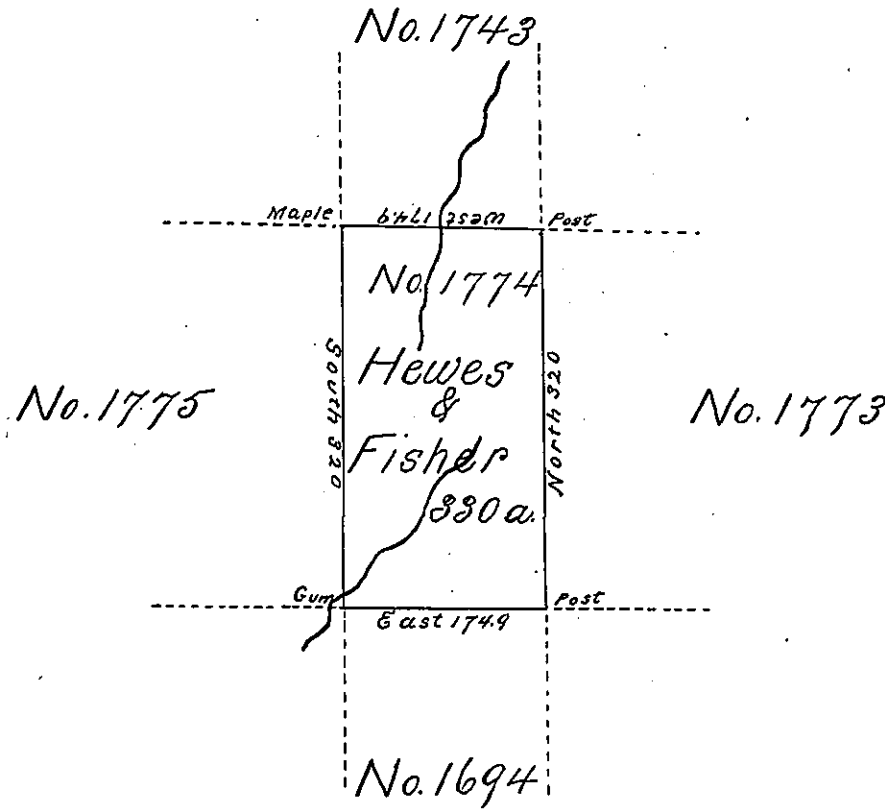 No. 1743
Maple
West 174.9
Post
No. 1774
South 320
Hewes
&
Fisher
330 a.
North 320
No. 1775
No. 1773
Gum
Post
East 174.9
No. 1694